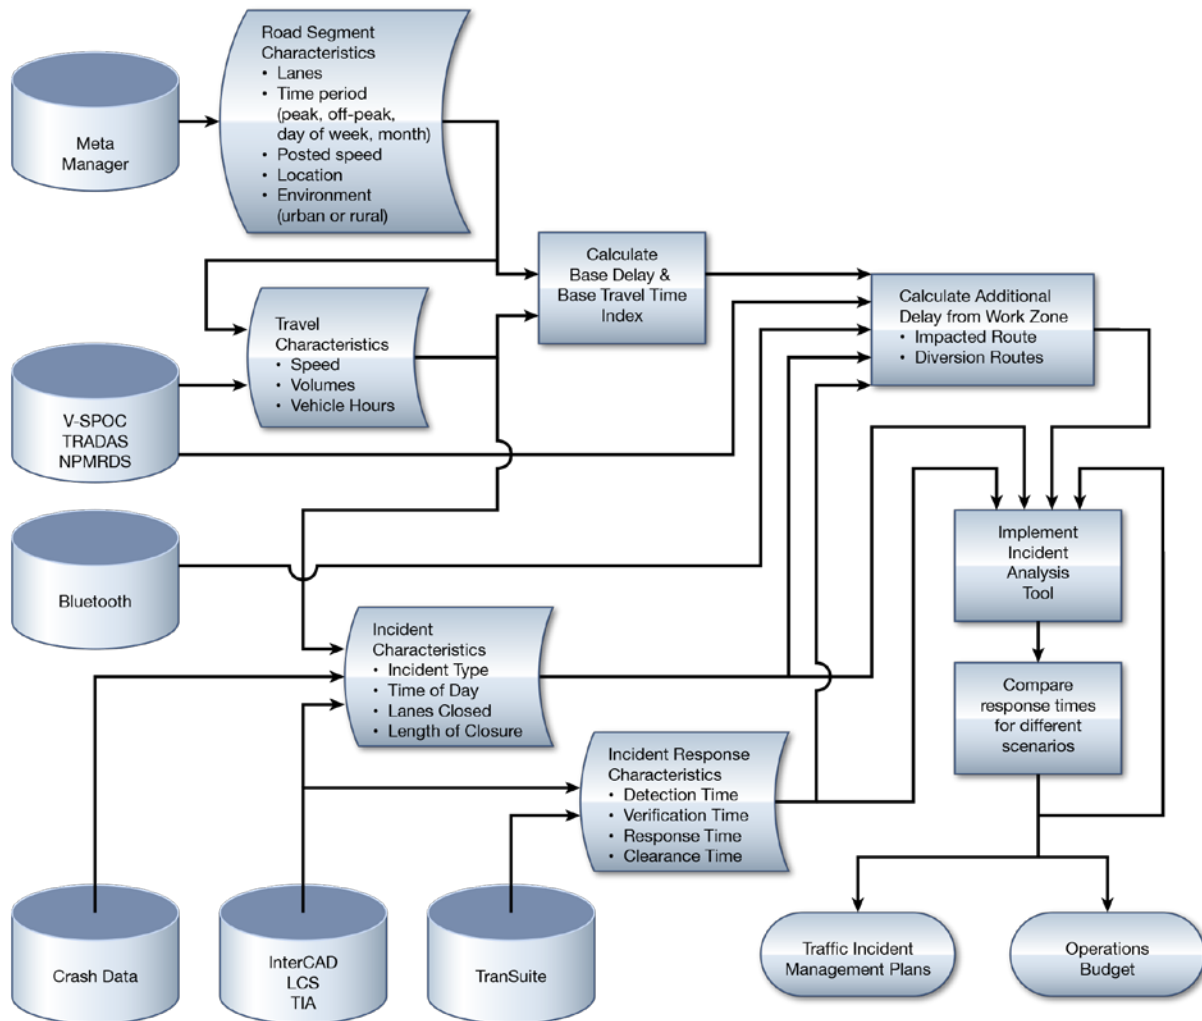 Meta
Manager
Road Segment
Characteristics
• Lanes
• Time period
(peak, off-peak,
day of week, month)
• Posted speed
• Location
• Environment
(urban or rural)
Calculate
Base Delay &
Base Travel Time
Index
Calculate Additional
Delay from Work Zone
• Impacted Route
• Diversion Routes
Travel
Characteristics
• Speed
• Volumes
• Vehicle Hours
V-SPOC
TRADAS
NPMRDS
Bluetooth
Implement
Incident
Analysis
Tool
Incident
Characteristics
• Incident Type
• Time of Day
• Lanes Closed
• Length of Closure
Compare
response times
for different
scenarios
Incident Response
Characteristics
• Detection Time
• Verification Time
• Response Time
• Clearance Time
Crash Data
InterCAD
LCS
TIA
TranSuite
Traffic Incident
Management Plans
Operations
Budget